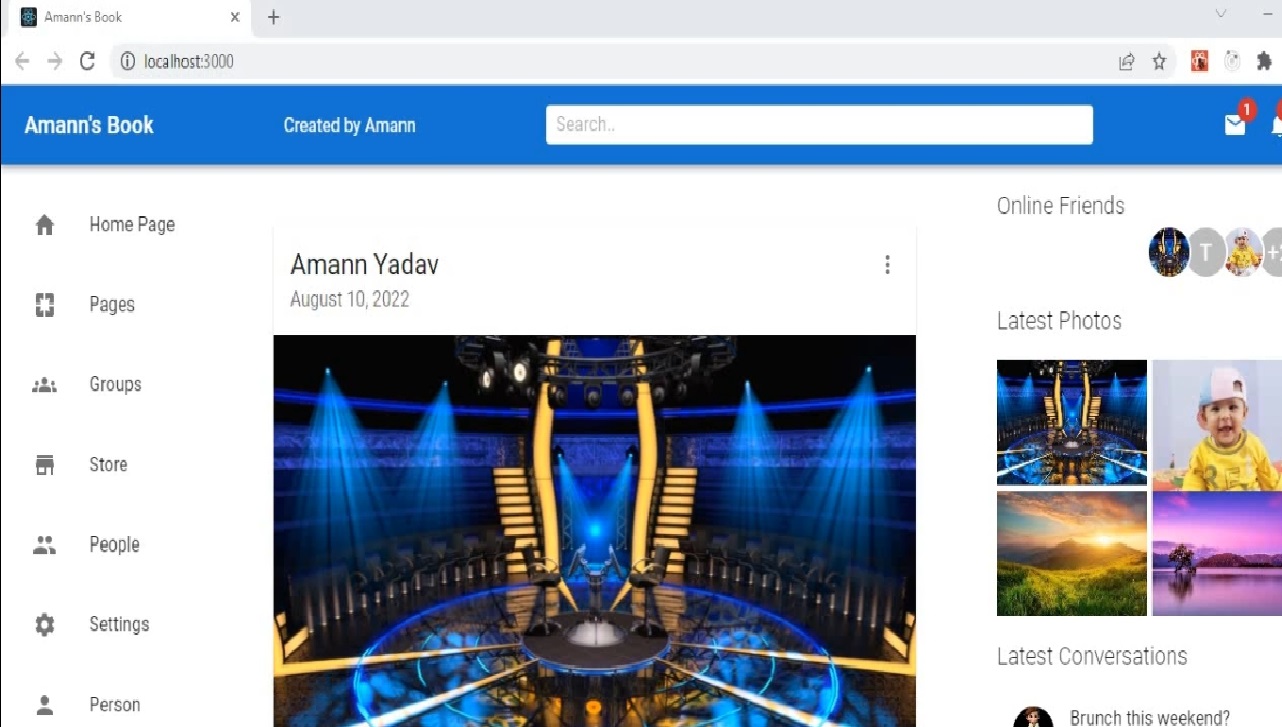 Amann's Book
localhost:3000
Amann's Book
Created by Amann
Search..
1
Home Page
Pages
Groups
Store
People
Settings
Person
Amann Yadav
August 10, 2022
Online Friends
T
Latest Photos
Latest Conversations
Brunch this weekend?